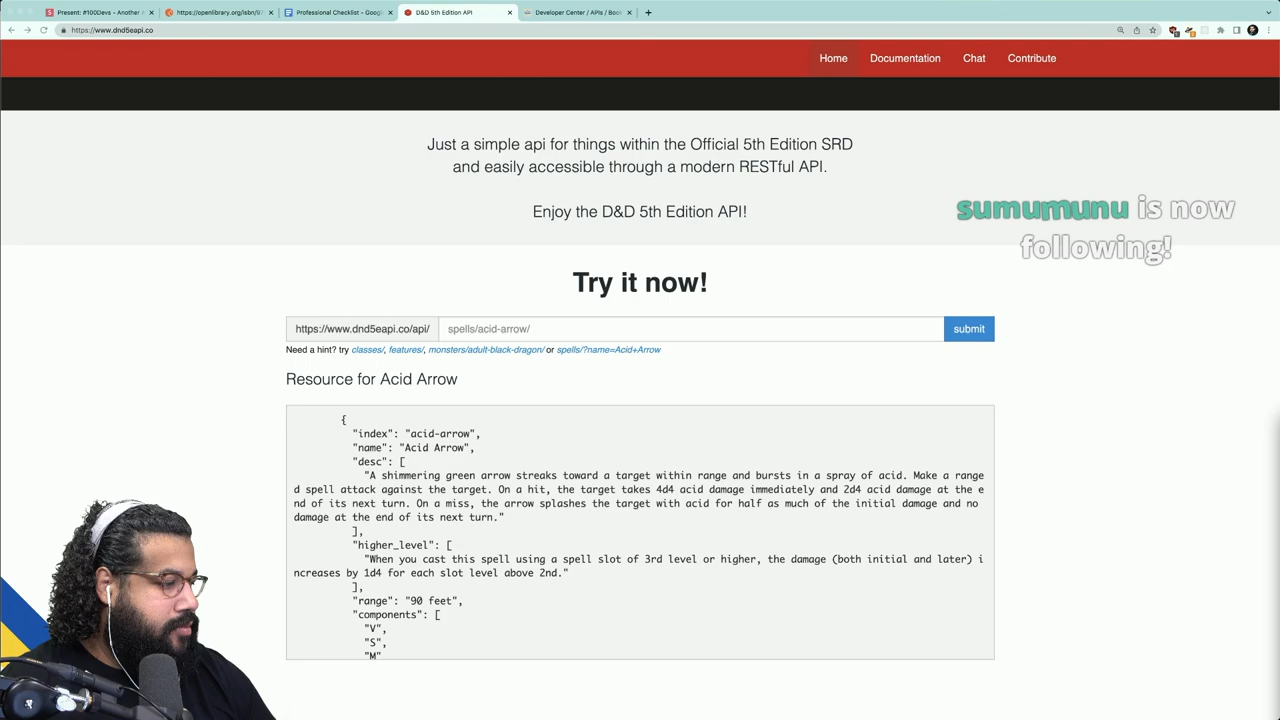 Present: #100Devs - Another A
https://openlibrary.org/isbn/97
Professional Checklist - Goog
D&D 5th Edition API
Developer Center / APIs / Boo
https://www.dnd5eapi.co
Home
Documentation
Chat
Contribute
Just a simple api for things within the Official 5th Edition SRD
and easily accessible through a modern RESTful API.
Enjoy the D&D 5th Edition API!
sumumunu is now
following!
Try it now!
https://www.dnd5eapi.co/api/
spells/acid-arrow/
submit
Need a hint? try classes/, features/, monsters/adult-black-dragon/ or spells/?name=Acid+Arrow
Resource for Acid Arrow
{
"index": "acid-arrow",
"name": "Acid Arrow",
"desc": [
"A shimmering green arrow streaks toward a target within range and bursts in a spray of acid. Make a range
d spell attack against the target. On a hit, the target takes 4d4 acid damage immediately and 2d4 acid damage at the e
nd of its next turn. On a miss, the arrow splashes the target with acid for half as much of the initial damage and no
damage at the end of its next turn."
],
"higher_level": [
"When you cast this spell using a spell slot of 3rd level or higher, the damage (both initial and later) i
ncreases by 1d4 for each slot level above 2nd."
],
"range": "90 feet",
"components": [
"V",
"S",
"M"